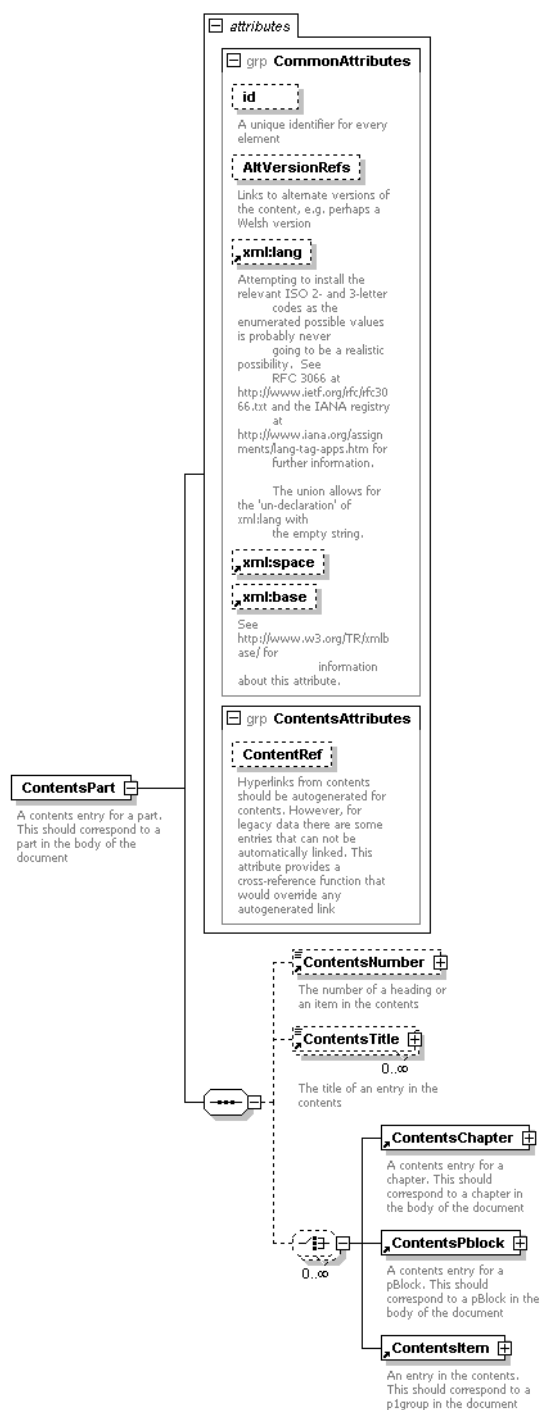 attributes
grp CommonAttributes
id
A unique identifier for every
element
AltVersionRefs
Links to alternate versions of
the content, e.g. perhaps a
Welsh version
xml:lang
Attempting to install the
relevant ISO 2- and 3-letter
codes as the
enumerated possible values
is probably never
going to be a realistic
possibility. See
RFC 3066 at
http://www.ietf.org/rfc/rfc30
66.txt and the IANA registry
at
http://www.iana.org/assign
ments/lang-tag-apps.htm for
further information.
The union allows for
the 'un-declaration' of
xml:lang with
the empty string.
xml:space
xml:base
See
http://www.w3.org/TR/xmlb
ase/ for
information
about this attribute.
grp ContentsAttributes
ContentRef
Hyperlinks from contents
should be autogenerated for
contents. However, for
legacy data there are some
entries that can not be
automatically linked. This
attribute provides a
cross-reference function that
would override any
autogenerated link
ContentsPart
A contents entry for a part.
This should correspond to a
part in the body of the
document
ContentsNumber
The number of a heading or
an item in the contents
ContentsTitle
0..∞
The title of an entry in the
contents
ContentsChapter
A contents entry for a
chapter. This should
correspond to a chapter in
the body of the document
0..∞
ContentsPblock
A contents entry for a
pBlock. This should
correspond to a pBlock in the
body of the document
ContentsItem
An entry in the contents.
This should correspond to a
p1group in the document